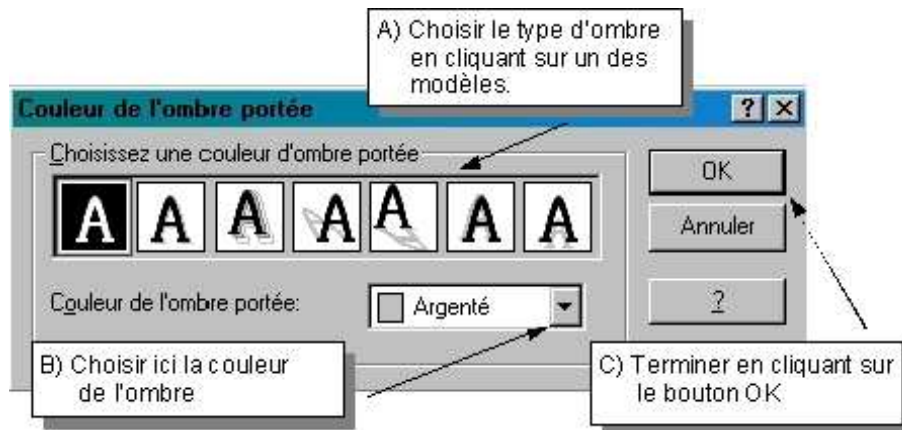 A) Choisir le type d'ombre
en cliquant sur un des
modèles.
Couleur de l'ombre portée
? ×
Choisissez une couleur d'ombre portée
A A A A A A A
OK
Annuler
Couleur de l'ombre portée:
Argenté
?
B) Choisir ici la couleur
de l'ombre
C) Terminer en cliquant sur
le bouton OK